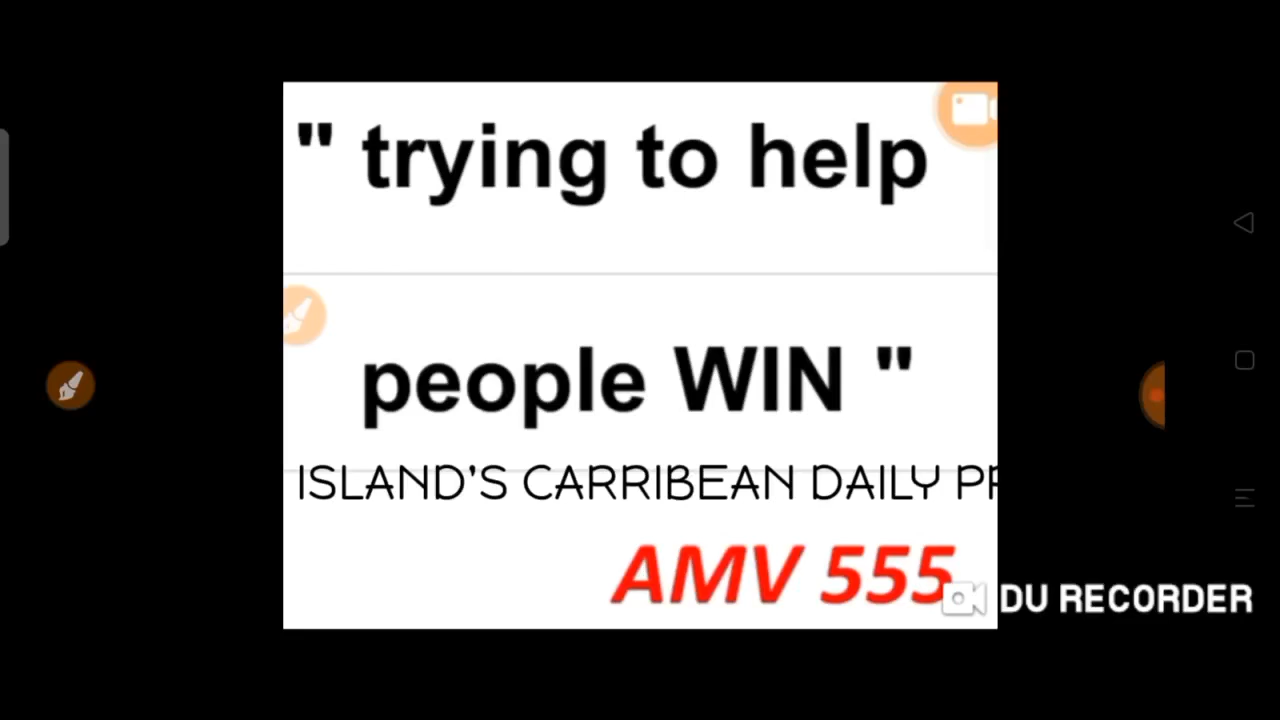 " trying to help
people WIN "
ISLAND'S CARRIBEAN DAILY
AMV 555
DU RECORDER